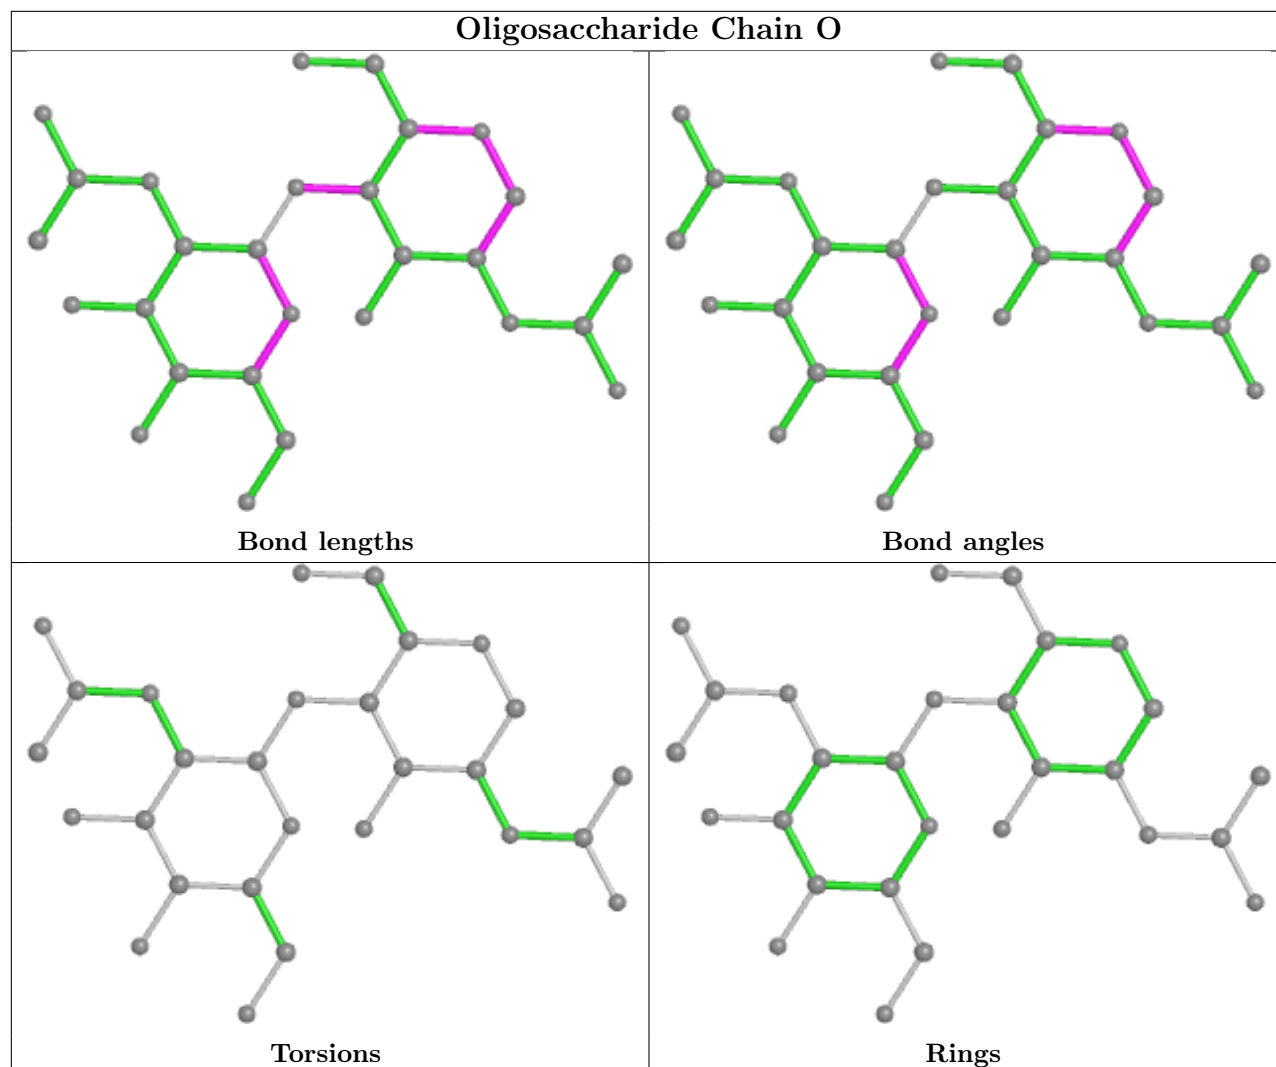 Oligosaccharide Chain O
Bond lengths
Bond angles
Torsions
Rings